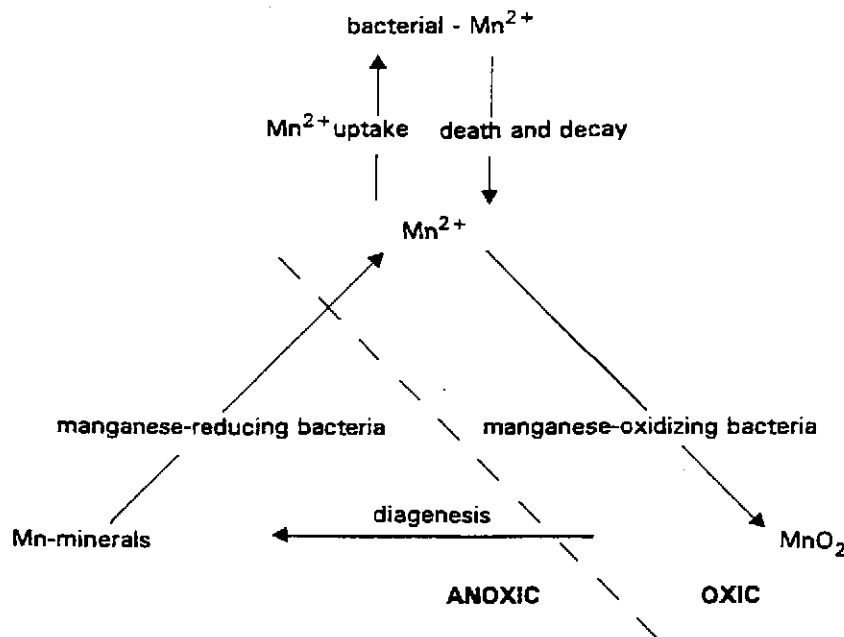 bacterial - Mn²⁺
Mn²⁺ uptake death and decay
Mn²⁺
manganese-reducing bacteria manganese-oxidizing bacteria
diagenesis
Mn-minerals MnO₂
ANOXIC OXIC